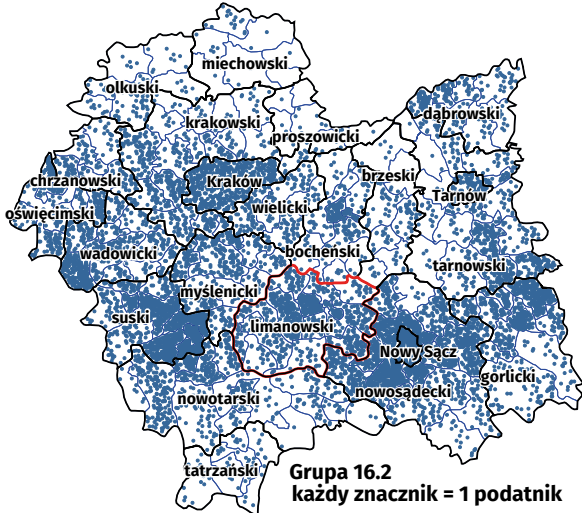 miechowski
olkuski
krakowski
dąbrowski
proszowicki
chrzanowski
Kraków
brzeski
Tarnów
oświęcimski
wielicki
wadowicki
bocheński
tarnowski
myślenicki
suski
limanowski
Nowy Sącz
gorlicki
nowotarski
nowosądecki
tatrzański
Grupa 16.2
każdy znacznik = 1 podatnik